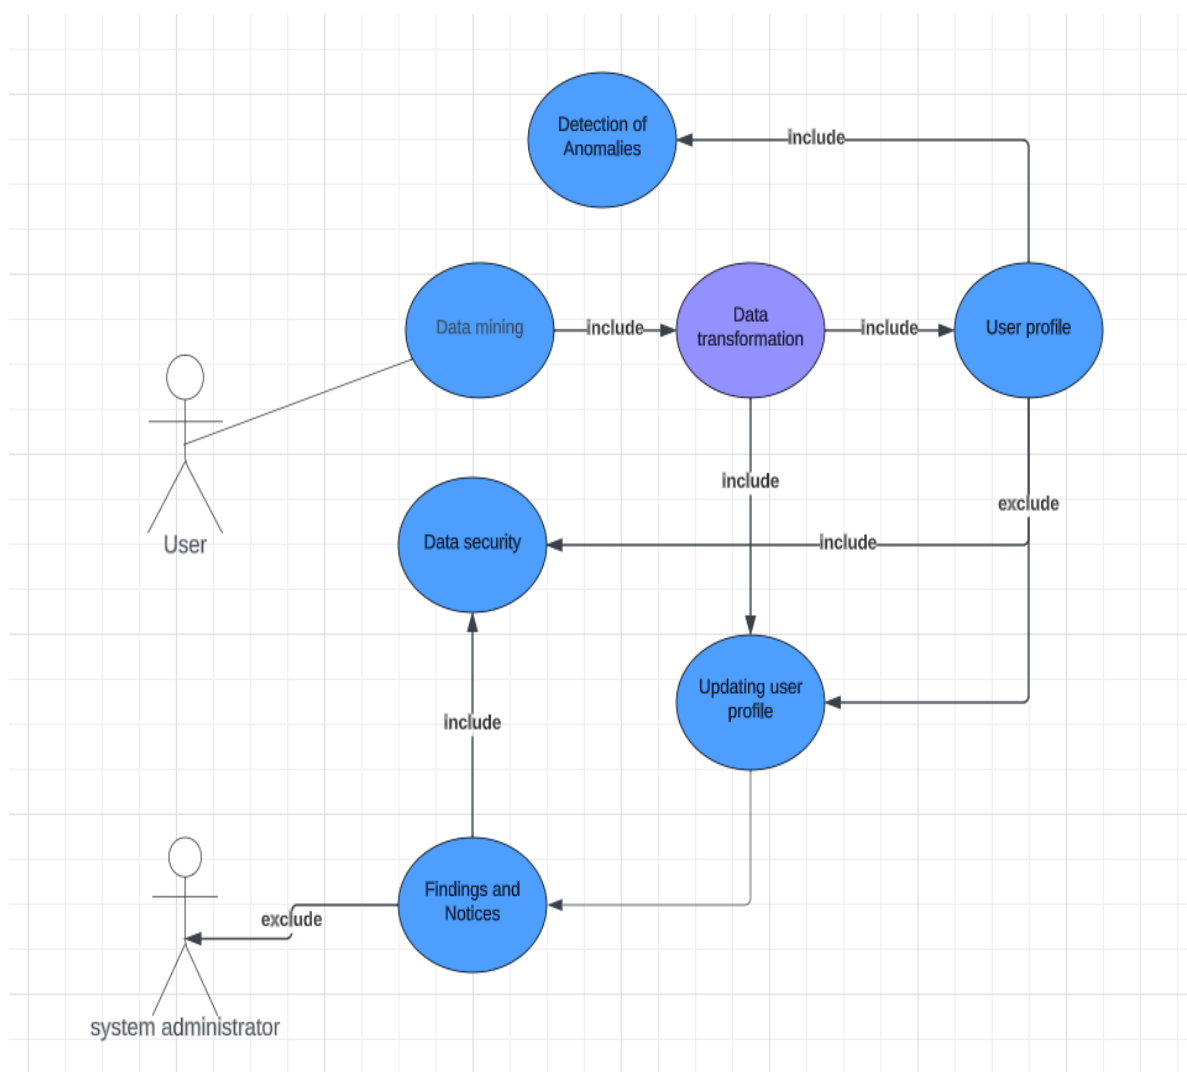 Detection of
Anomalies
include
Data mining
include
Data
transformation
include
User profile
User
include
exclude
Data security
include
Updating user
profile
include
Findings and
Notices
exclude
system administrator